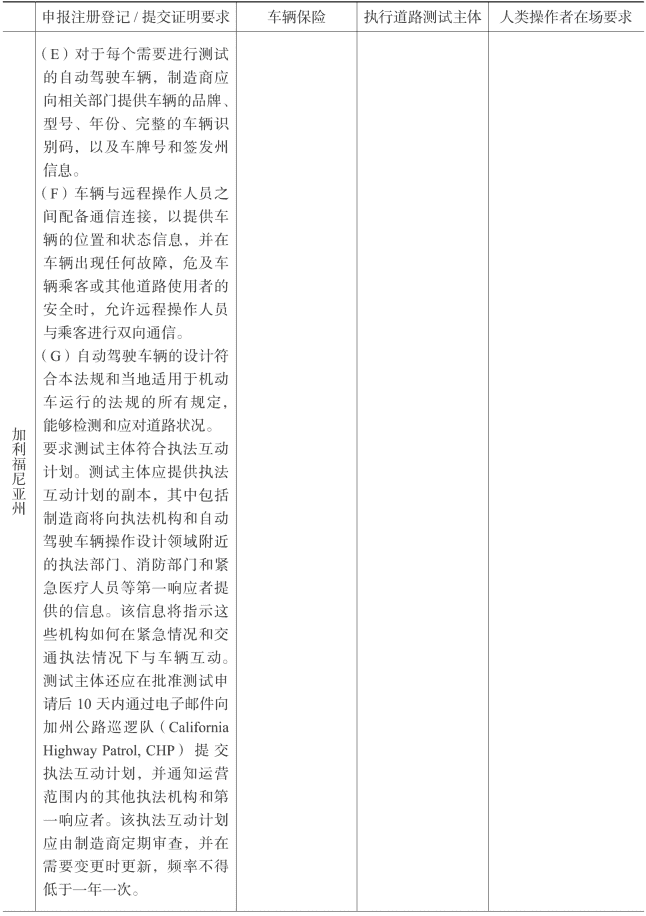 申报注册登记 / 提交证明要求 车辆保险 执行道路测试主体 人类操作者在场要求
加利福尼亚州
（E）对于每个需要进行测试
的自动驾驶车辆，制造商应
向相关部门提供车辆的品牌、
型号、年份、完整的车辆识
别码，以及车牌号和签发州
信息。
（F）车辆与远程操作人员之
间配备通信连接，以提供车
辆的位置和状态信息，并在
车辆出现任何故障，危及车
辆乘客或其他道路使用者的
安全时，允许远程操作人员
与乘客进行双向通信。
（G）自动驾驶车辆的设计符
合本法规和当地适用于机动
车运行的法规的所有规定，
能够检测和应对道路状况。
要求测试主体符合执法互动
计划。测试主体应提供执法
互动计划的副本，其中包括
制造商将向执法机构和自动
驾驶车辆操作设计领域附近
的执法部门、消防部门和紧
急医疗人员等第一响应者提
供的信息。该信息将指示这
些机构如何在紧急情况和交
通执法情况下与车辆互动。
测试主体还应在批准测试申
请后 10 天内通过电子邮件向
加州公路巡逻队（California
Highway Patrol, CHP）提交
执法互动计划，并通知运营
范围内的其他执法机构和第
一响应者。该执法互动计划
应由制造商定期审查，并在
需要变更时更新，频率不得
低于一年一次。